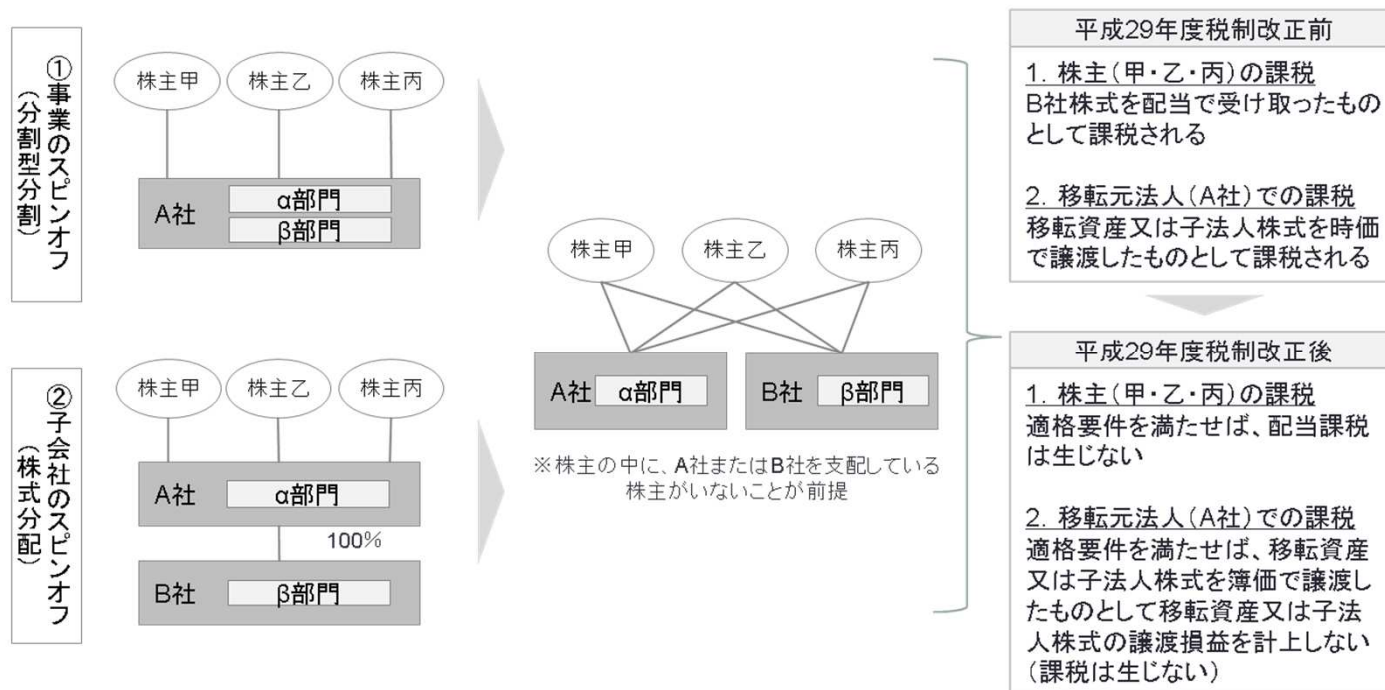 ①事業のスピンオフ
（分割型分割）
株主甲
株主乙
株主丙
A社
α部門
β部門
②子会社のスピンオフ
（株式分配）
株主甲
株主乙
株主丙
A社
α部門
100%
B社
β部門
株主甲
株主乙
株主丙
A社
α部門
B社
β部門
※株主の中に、A社またはB社を支配している
株主がいないことが前提
平成29年度税制改正前
1. 株主（甲・乙・丙）の課税
B社株式を配当で受け取ったもの
として課税される
2. 移転元法人（A社）での課税
移転資産又は子法人株式を時価
で譲渡したものとして課税される
平成29年度税制改正後
1. 株主（甲・乙・丙）の課税
適格要件を満たせば、配当課税
は生じない
2. 移転元法人（A社）での課税
適格要件を満たせば、移転資産
又は子法人株式を簿価で譲渡し
たものとして移転資産又は子法
人株式の譲渡損益を計上しない
（課税は生じない）